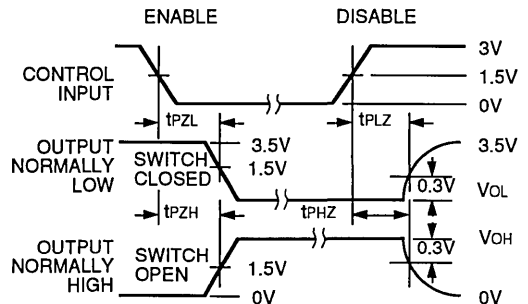 ENABLE DISABLE
CONTROL INPUT 3V
1.5V
0V
tPZL tPLZ
OUTPUT NORMALLY LOW
SWITCH CLOSED
3.5V
1.5V
3.5V
0.3V
VOL
tPZH tPHZ
OUTPUT NORMALLY HIGH
SWITCH OPEN
1.5V
0V
VOH
0.3V
0V